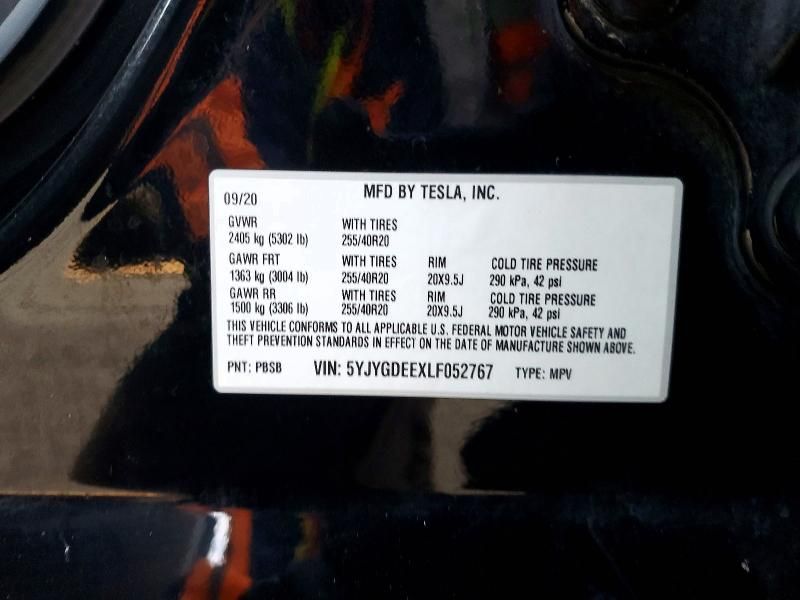 MFD BY TESLA, INC.
09/20
GVWR WITH TIRES
2405 kg (5302 lb) 255/40R20
GAWR FRT WITH TIRES RIM COLD TIRE PRESSURE
1363 kg (3004 lb) 255/40R20 20X9.5J 290 kPa, 42 psi
GAWR RR WITH TIRES RIM COLD TIRE PRESSURE
1500 kg (3306 lb) 255/40R20 20X9.5J 290 kPa, 42 psi
THIS VEHICLE CONFORMS TO ALL APPLICABLE U.S. FEDERAL MOTOR VEHICLE SAFETY AND
THEFT PREVENTION STANDARDS IN EFFECT ON THE DATE OF MANUFACTURE SHOWN ABOVE.
PNT: PBSB VIN: 5YJYGDEEXLF052767 TYPE: MPV